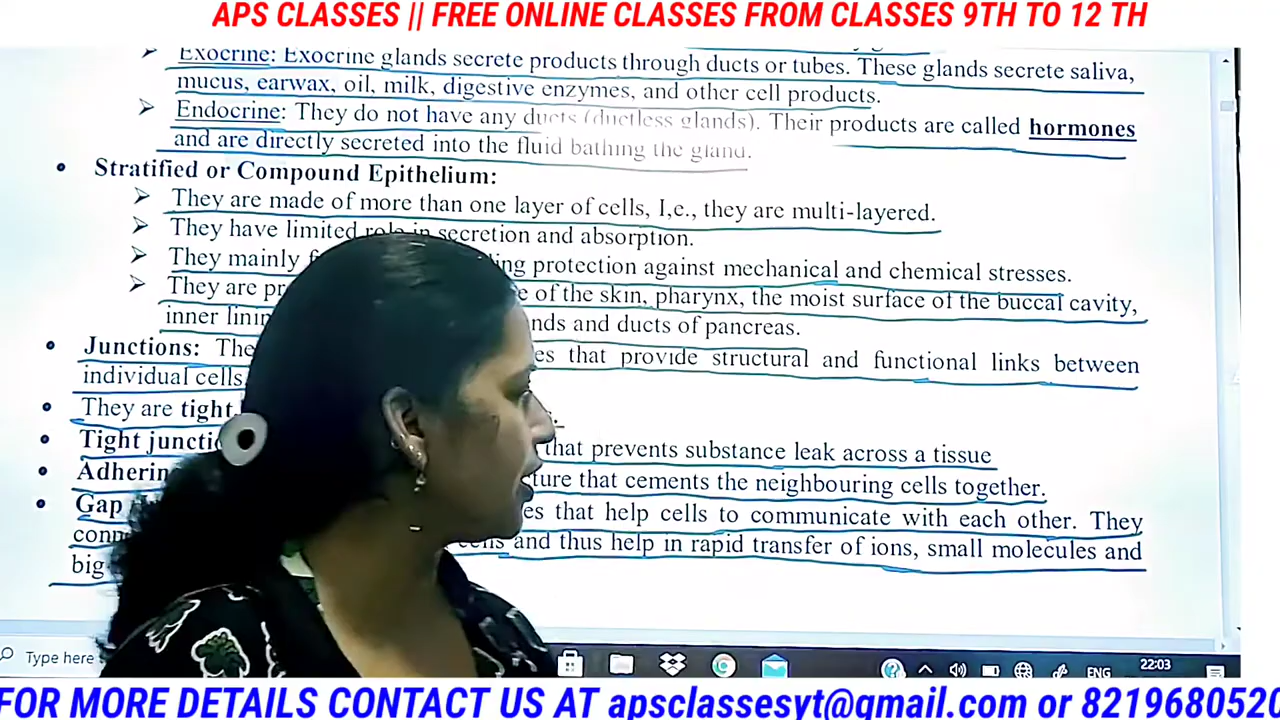 APS CLASSES || FREE ONLINE CLASSES FROM CLASSES 9TH TO 12 TH
Exocrine: Exocrine glands secrete products through ducts or tubes. These glands secrete saliva,
mucus, earwax, oil, milk, digestive enzymes, and other cell products.
Endocrine: They do not have any ducts (ductless glands). Their products are called hormones
and are directly secreted into the fluid bathing the gland.
Stratified or Compound Epithelium:
They are made of more than one layer of cells, I,e., they are multi-layered.
They have limited role in secretion and absorption.
They mainly protection against mechanical and chemical stresses.
They are of the skin, pharynx, the moist surface of the buccal cavity,
inner and ducts of pancreas.
Junctions: that provide structural and functional links between
individual cells
They are tight
Tight that prevents substance leak across a tissue
that cements the neighbouring cells together.
Gap that help cells to communicate with each other. They
and thus help in rapid transfer of ions, small molecules and
big
Type here
ENG
22:03
FOR MORE DETAILS CONTACT US AT apsclassesyt@gmail.com or 8219680520